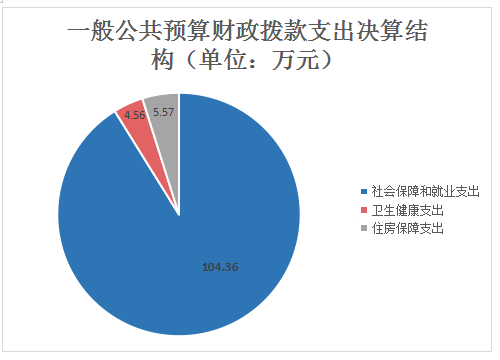 一般公共预算财政拨款支出决算结
构（单位：万元）
4.56
5.57
104.36
社会保障和就业支出
卫生健康支出
住房保障支出